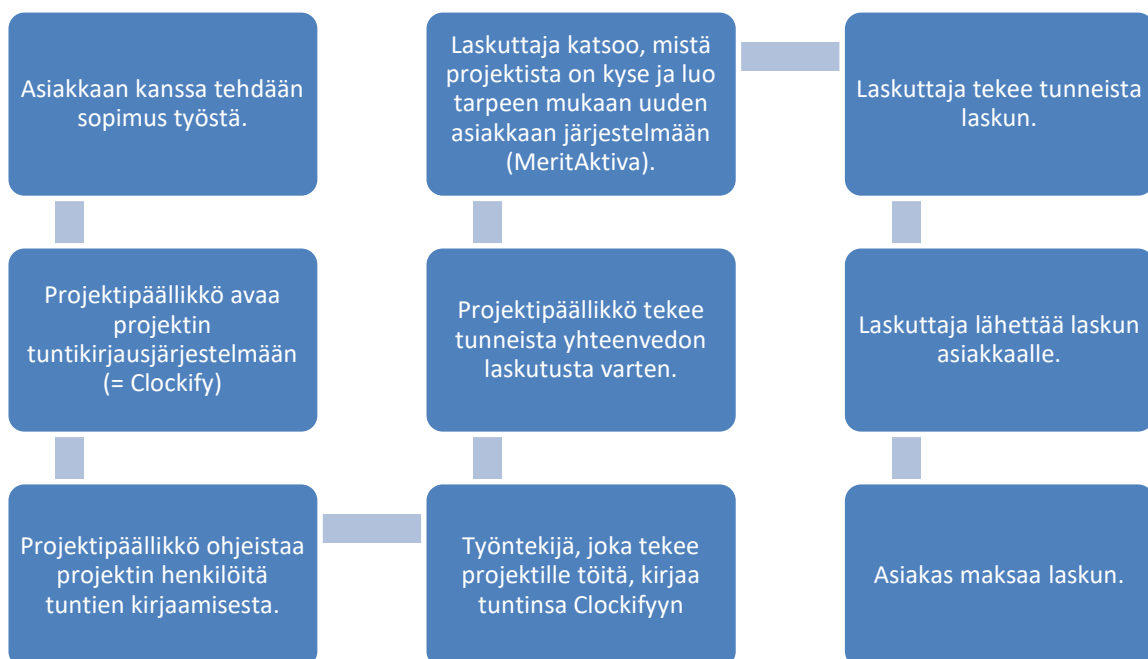 Asiakkaan kanssa tehdään
sopimus työstä.
Projektipäällikkö avaa
projektin
tuntikirjausjärjestelmään
(= Clockify)
Projektipäällikkö ohjeistaa
projektin henkilöitä
tuntien kirjaamisesta.
Työntekijä, joka tekee
projektille töitä, kirjaa
tuntinsa Clockifyyn
Projektipäällikkö tekee
tunneista yhteenvedon
laskutusta varten.
Laskuttaja katsoo, mistä
projektista on kyse ja luo
tarpeen mukaan uuden
asiakkaan järjestelmään
(MeritAktiva).
Laskuttaja tekee tunneista
laskun.
Laskuttaja lähettää laskun
asiakkaalle.
Asiakas maksaa laskun.